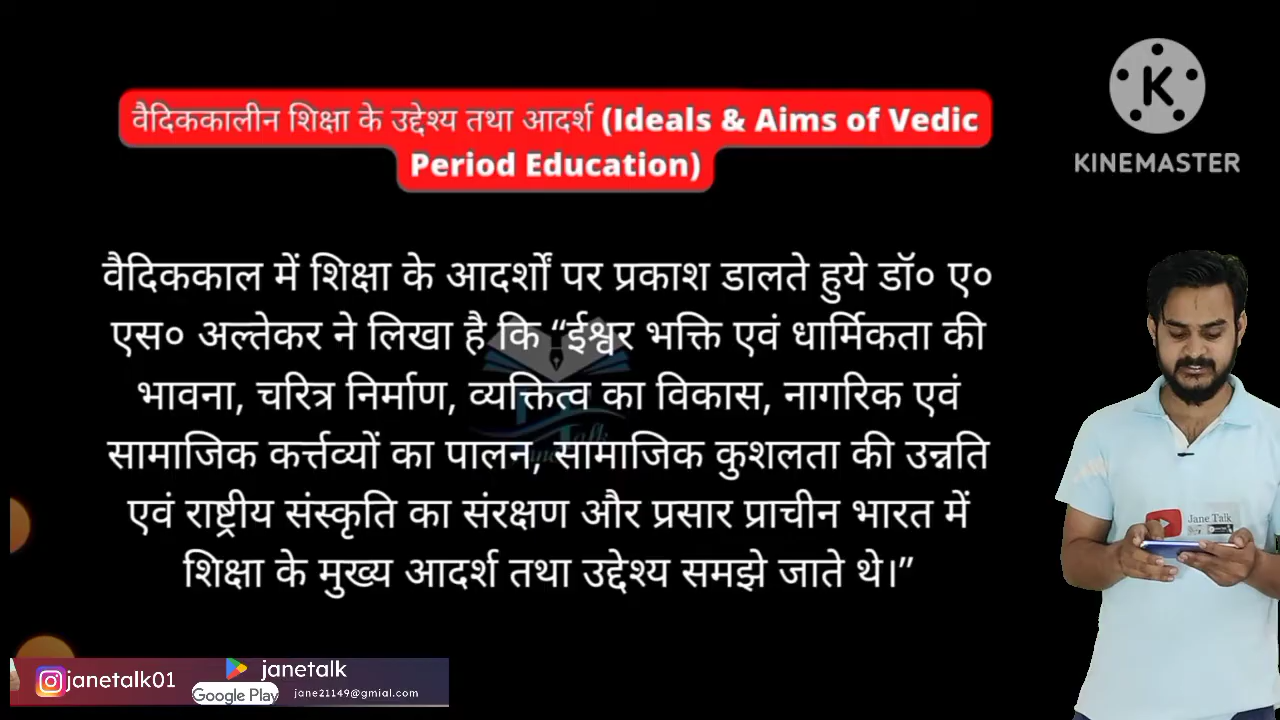 वैदिककालीन शिक्षा के उद्देश्य तथा आदर्श (Ideals & Aims of Vedic
Period Education)
KINEMASTER
वैदिककाल में शिक्षा के आदर्शों पर प्रकाश डालते हुये डॉ० ए०
एस० अल्तेकर ने लिखा है कि “ईश्वर भक्ति एवं धार्मिकता की
भावना, चरित्र निर्माण, व्यक्तित्व का विकास, नागरिक एवं
सामाजिक कर्त्तव्यों का पालन, सामाजिक कुशलता की उन्नति
एवं राष्ट्रीय संस्कृति का संरक्षण और प्रसार प्राचीन भारत में
शिक्षा के मुख्य आदर्श तथा उद्देश्य समझे जाते थे।”
Jane Talk
janetalk01
janetalk
Google Play
jane21149@gmial.com